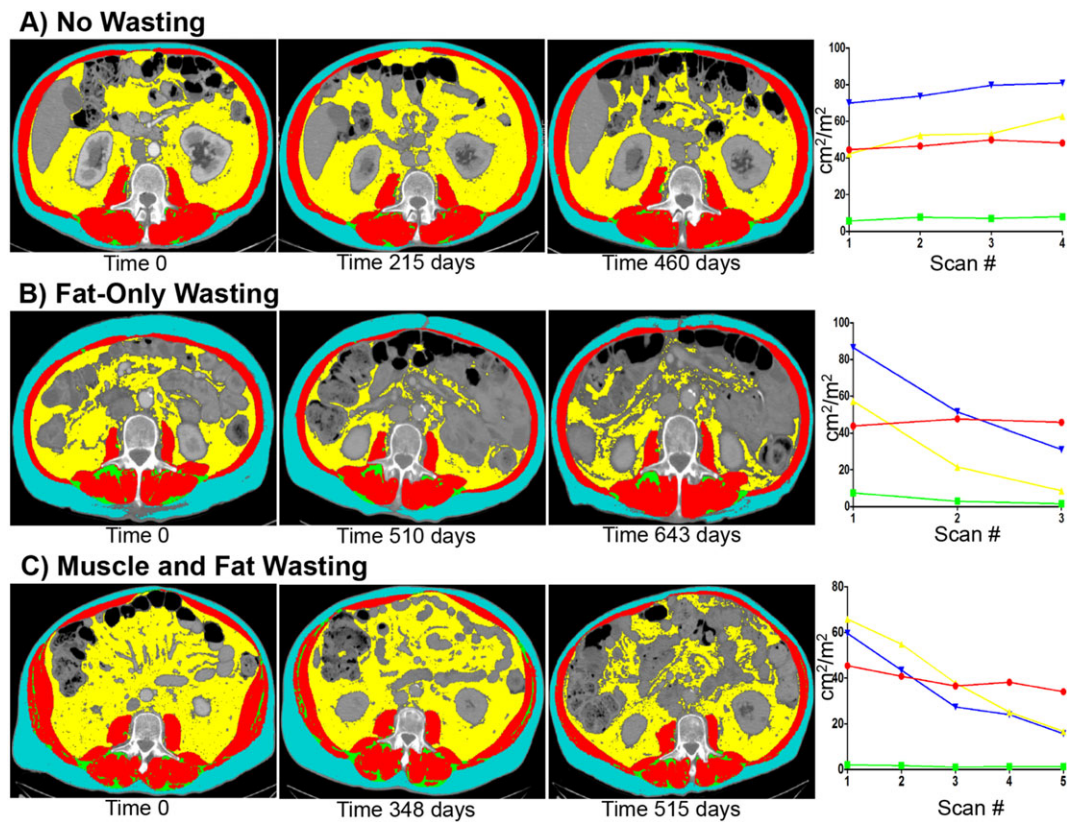 A) No Wasting
Time 0
Time 215 days
Time 460 days
cm²/m²
100
80
60
40
20
0
1 2 3 4
Scan #
B) Fat-Only Wasting
Time 0
Time 510 days
Time 643 days
cm²/m²
100
80
60
40
20
0
1 2 3
Scan #
C) Muscle and Fat Wasting
Time 0
Time 348 days
Time 515 days
cm²/m²
80
60
40
20
0
1 2 3 4 5
Scan #